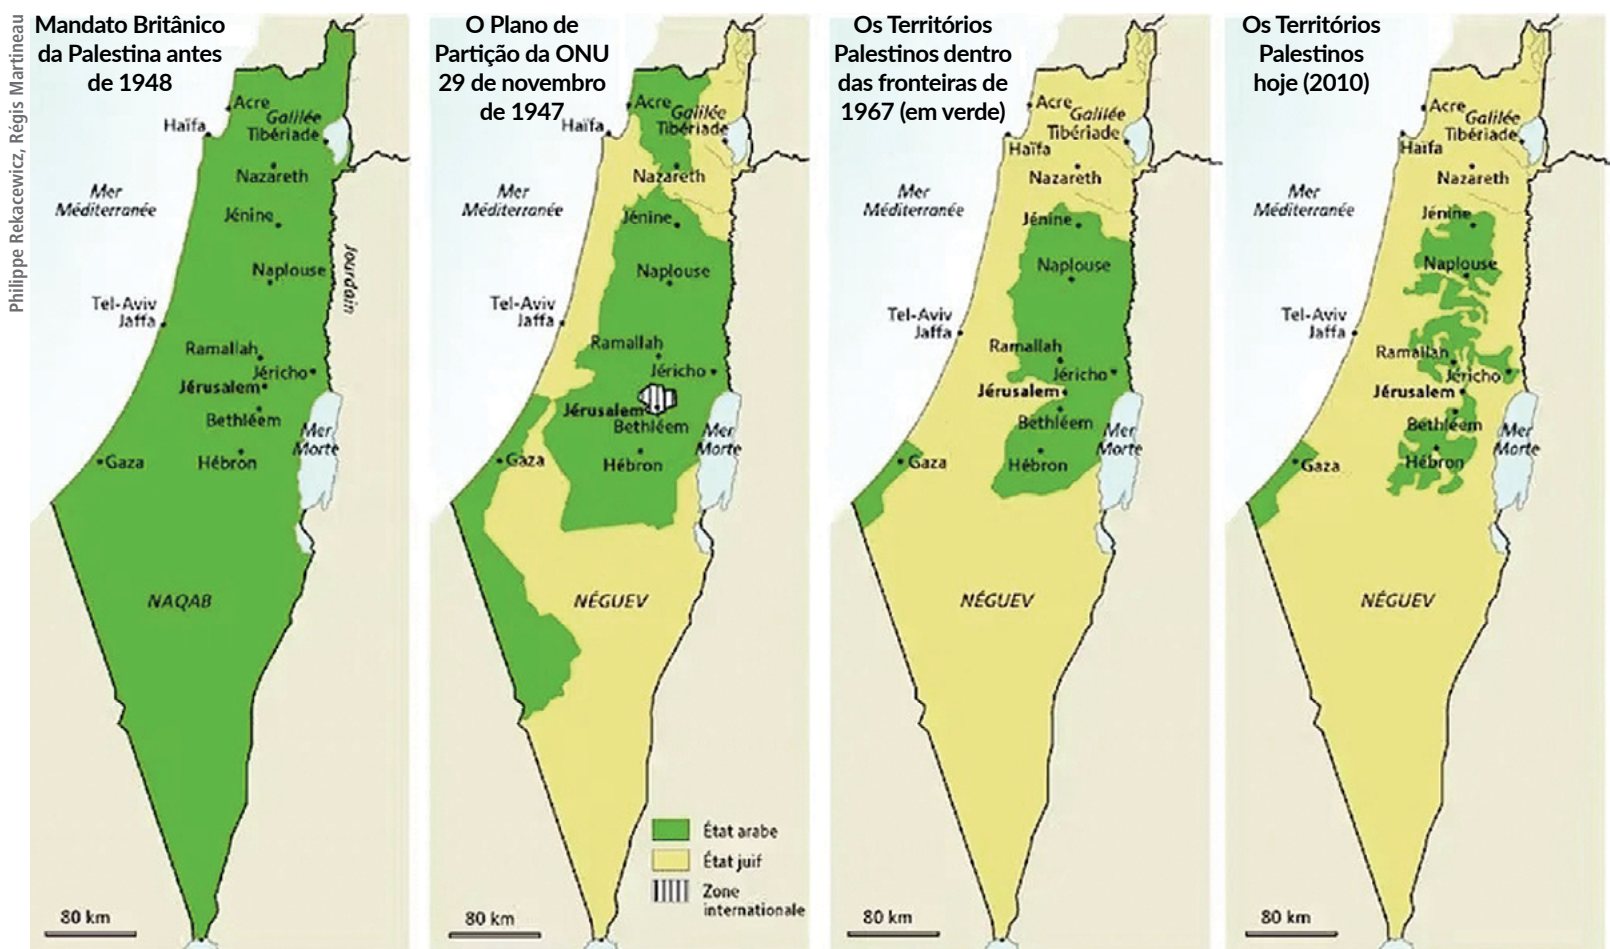 Philippe Rekacewicz, Régis Martineau
Mandato Britânico
da Palestina antes
de 1948
Acre
Galilée
Haïfa
Tibériade
Nazareth
Mer
Méditerranée
Jénine
Jourdain
Naplouse
Tel-Aviv
Jaffa
Ramallah
Jéricho
Jérusalem
Bethléem
Mer
Morte
Gaza
Hébron
NAQAB
80 km
O Plano de
Partição da ONU
29 de novembro
de 1947
Acre
Galilée
Haïfa
Tibériade
Nazareth
Mer
Méditerranée
Jénine
Naplouse
Tel-Aviv
Jaffa
Ramallah
Jéricho
Jérusalem
Bethléem
Mer
Morte
Gaza
Hébron
NÉGUEV
État arabe
État juif
Zone
internationale
80 km
Os Territórios
Palestinos dentro
das fronteiras de
1967 (em verde)
Acre
Galilée
Tibériade
Haïfa
Nazareth
Mer
Méditerranée
Jénine
Naplouse
Tel-Aviv
Jaffa
Ramallah
Jéricho
Jérusalem
Bethléem
Mer
Morte
Gaza
Hébron
NÉGUEV
80 km
Os Territórios
Palestinos
hoje (2010)
Acre
Galilée
Tibériade
Haïfa
Nazareth
Mer
Méditerranée
Jénine
Naplouse
Tel-Aviv
Jaffa
Ramallah
Jéricho
Jérusalem
Bethléem
Mer
Morte
Gaza
Hébron
NÉGUEV
80 km